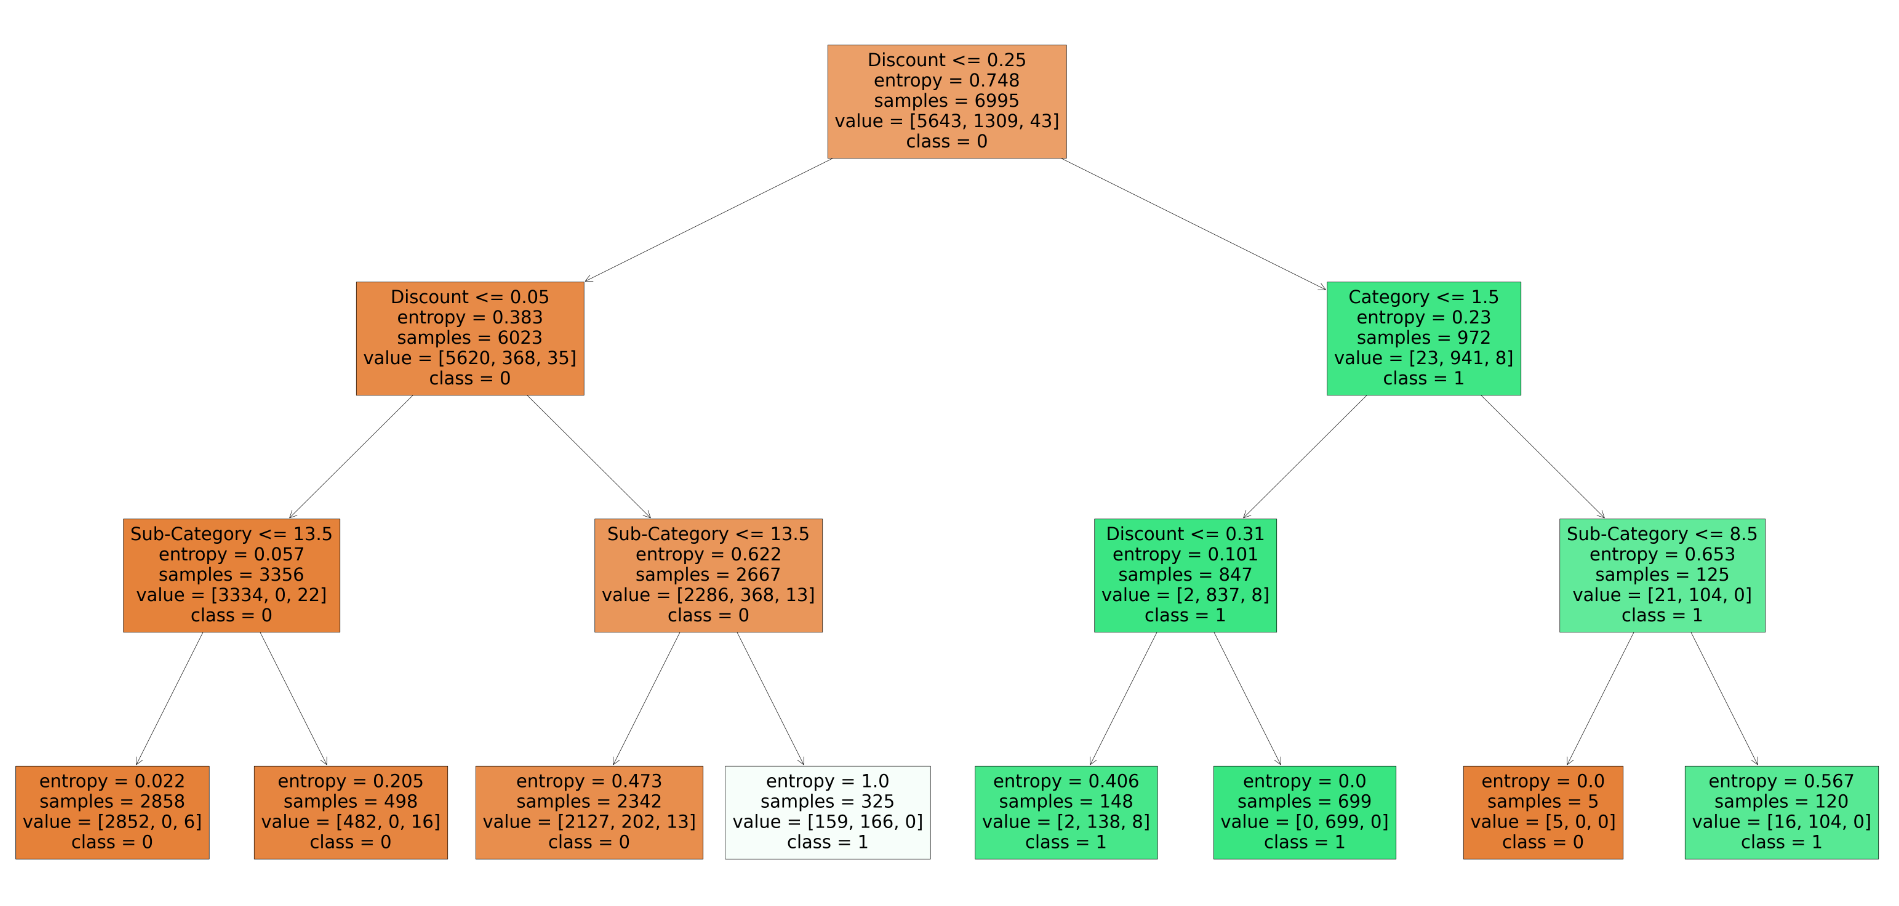 Discount <= 0.25
entropy = 0.748
samples = 6995
value = [5643, 1309, 43]
class = 0
Discount <= 0.05
entropy = 0.383
samples = 6023
value = [5620, 368, 35]
class = 0
Category <= 1.5
entropy = 0.23
samples = 972
value = [23, 941, 8]
class = 1
Sub-Category <= 13.5
entropy = 0.057
samples = 3356
value = [3334, 0, 22]
class = 0
Sub-Category <= 13.5
entropy = 0.622
samples = 2667
value = [2286, 368, 13]
class = 0
Discount <= 0.31
entropy = 0.101
samples = 847
value = [2, 837, 8]
class = 1
Sub-Category <= 8.5
entropy = 0.653
samples = 125
value = [21, 104, 0]
class = 1
entropy = 0.022
samples = 2858
value = [2852, 0, 6]
class = 0
entropy = 0.205
samples = 498
value = [482, 0, 16]
class = 0
entropy = 0.473
samples = 2342
value = [2127, 202, 13]
class = 0
entropy = 1.0
samples = 325
value = [159, 166, 0]
class = 1
entropy = 0.406
samples = 148
value = [2, 138, 8]
class = 1
entropy = 0.0
samples = 699
value = [0, 699, 0]
class = 1
entropy = 0.0
samples = 5
value = [5, 0, 0]
class = 0
entropy = 0.567
samples = 120
value = [16, 104, 0]
class = 1